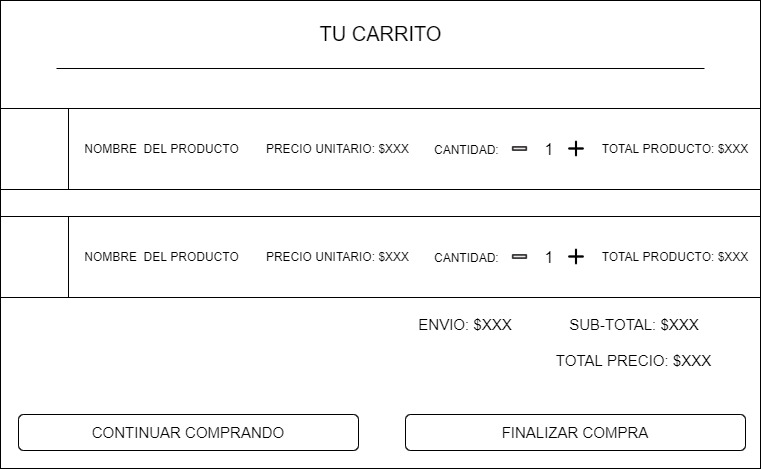 TU CARRITO
NOMBRE DEL PRODUCTO PRECIO UNITARIO: $XXX CANTIDAD: 1 TOTAL PRODUCTO: $XXX
NOMBRE DEL PRODUCTO PRECIO UNITARIO: $XXX CANTIDAD: 1 TOTAL PRODUCTO: $XXX
ENVIO: $XXX SUB-TOTAL: $XXX
TOTAL PRECIO: $XXX
CONTINUAR COMPRANDO FINALIZAR COMPRA